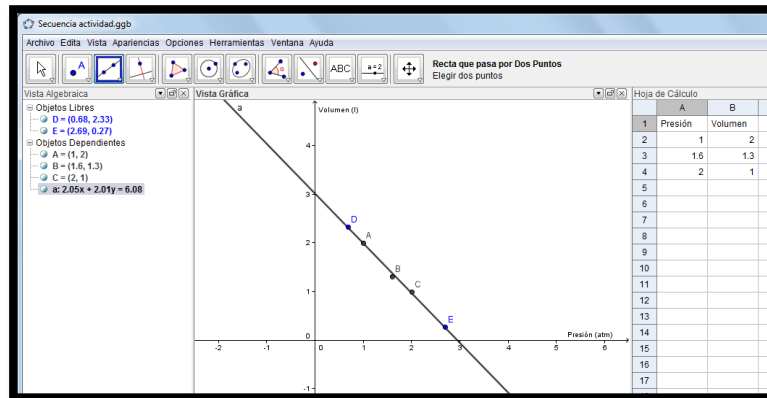 Secuencia actividad.ggb
Archivo Edita Vista Apariencias Opciones Herramientas Ventana Ayuda
A
α
ABC
a=2
Recta que pasa por Dos Puntos
Elegir dos puntos
Vista Algebraica
Objetos Libres
D = (0.68, 2.33)
E = (2.69, 0.27)
Objetos Dependientes
A = (1, 2)
B = (1.6, 1.3)
C = (2, 1)
a: 2.05x + 2.01y = 6.08
Vista Gráfica
a
Volumen (l)
4
3
D
A
2
B
C
1
E
Presión (atm)
0
-2 -1 0 1 2 3 4 5 6
-1
Hoja de Cálculo
A B
1 Presión Volumen
2 1 2
3 1.6 1.3
4 2 1
5
6
7
8
9
10
11
12
13
14
15
16
17